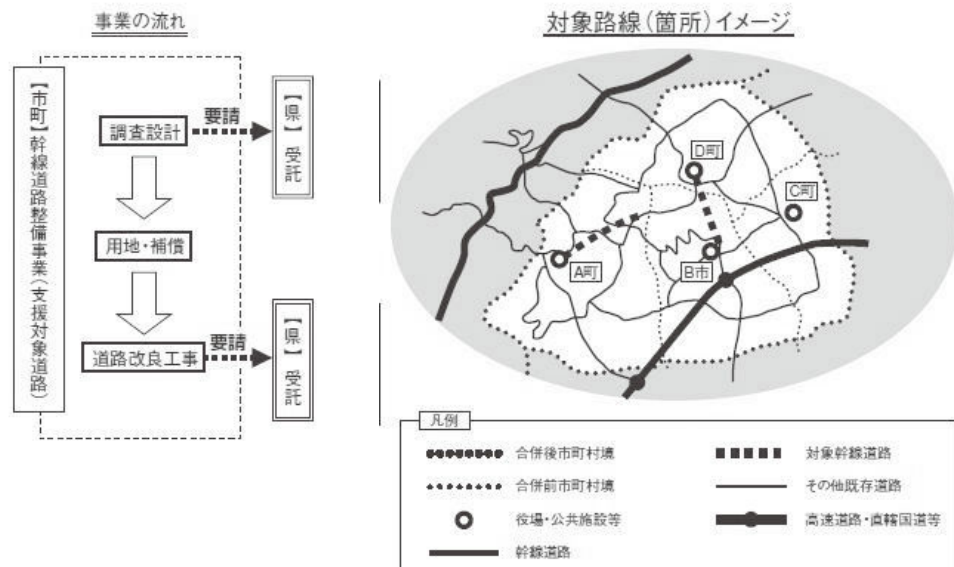 事業の流れ
【市町】幹線道路整備事業(支援対象道路)
調査設計
要請
【県】受託
用地・補償
道路改良工事
要請
【県】受託
対象路線(箇所)イメージ
D町
C町
A町
B市
凡例
合併後市町村境
対象幹線道路
合併前市町村境
その他既存道路
役場・公共施設等
高速道路・直轄国道等
幹線道路